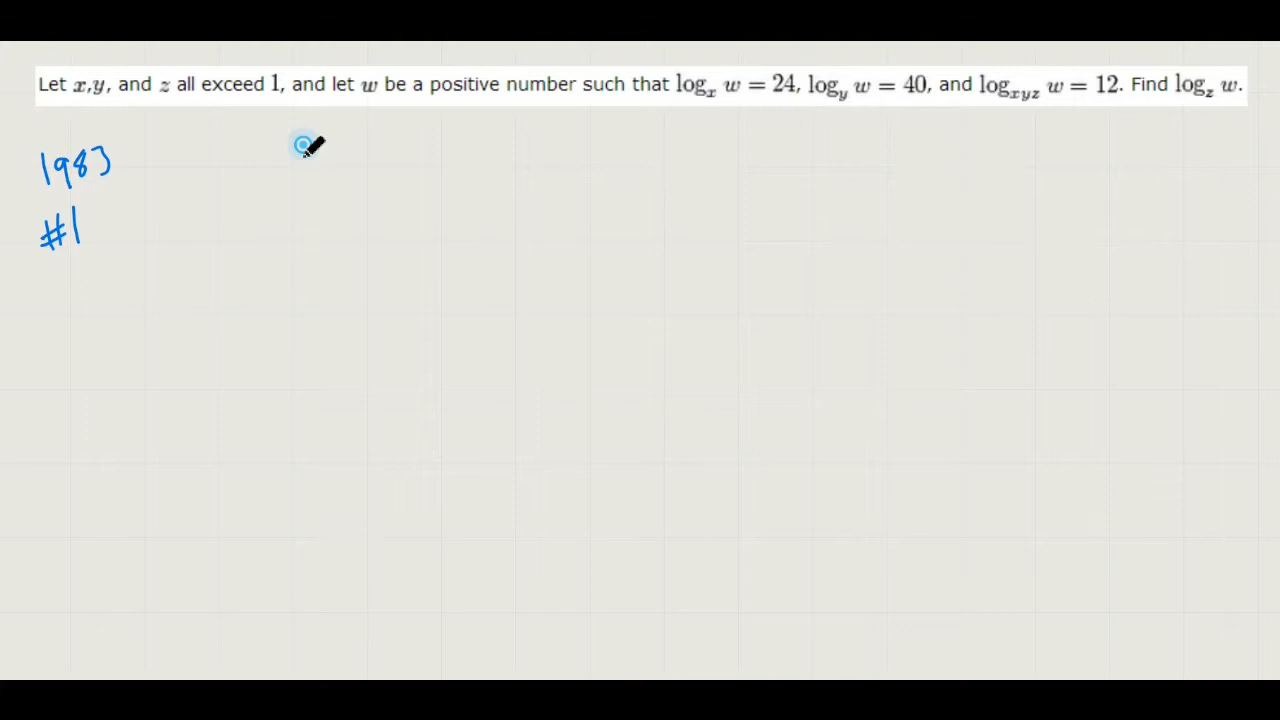 Let x,y, and z all exceed 1, and let w be a positive number such that log_x w = 24, log_y w = 40, and log_xyz w = 12. Find log_z w.
1983
#1